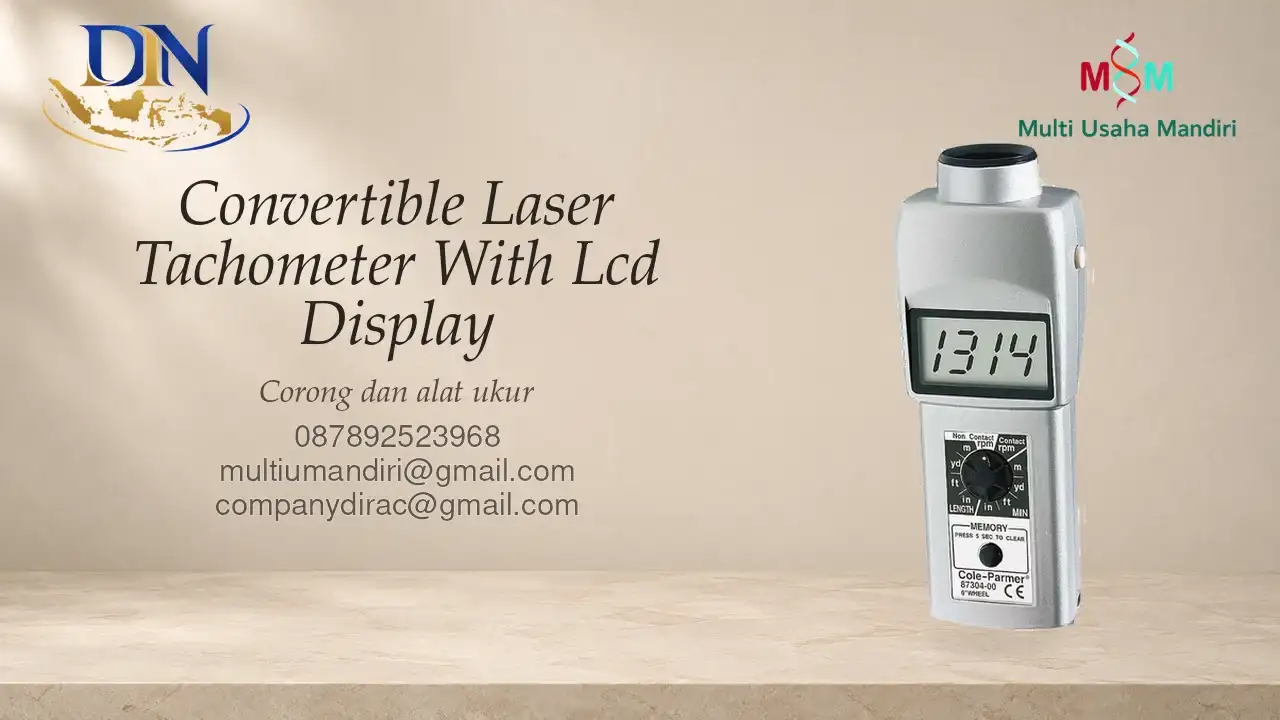 DN
M M
Multi Usaha Mandiri
Convertible Laser
Tachometer With Lcd
Display
Corong dan alat ukur
087892523968
multiumandiri@gmail.com
companydirac@gmail.com
1314
Non Contact Contact
m rpm rpm
yd m
ft yd
in in ft
LENGTH MIN
MEMORY
PRESS 5 SEC TO CLEAR
Cole-Parmer®
87304-00
6"WHEEL CE